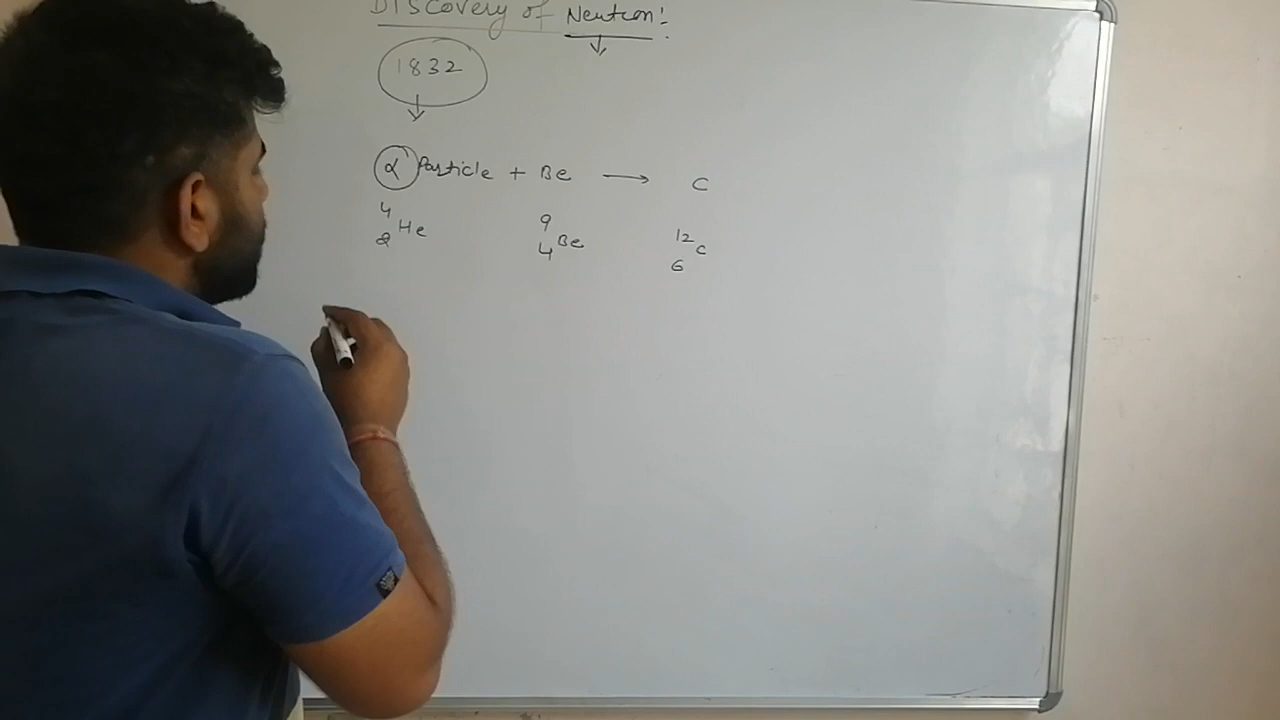 Discovery of Neutron:
1832
α Particle + Be → C
4 2 He 9 4 Be 12 6 C